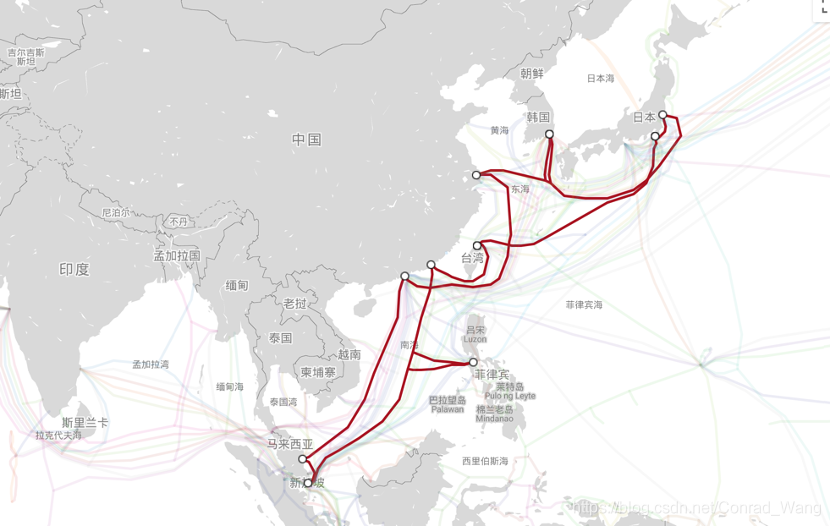 吉尔吉斯
斯坦
斯坦
中国
朝鲜
日本海
韩国
日本
黄海
东海
尼泊尔
不丹
孟加拉国
印度
缅甸
台湾
老挝
泰国
越南
柬埔寨
南海
菲律宾海
吕宋
Luzon
孟加拉湾
缅甸海
泰国湾
菲律宾
莱特岛
Pulo ng Leyte
巴拉望岛
Palawan
棉兰老岛
Mindanao
斯里兰卡
拉克代夫海
马来西亚
西里伯斯海
新加坡
https://blog.csdn.net/Conrad_Wang